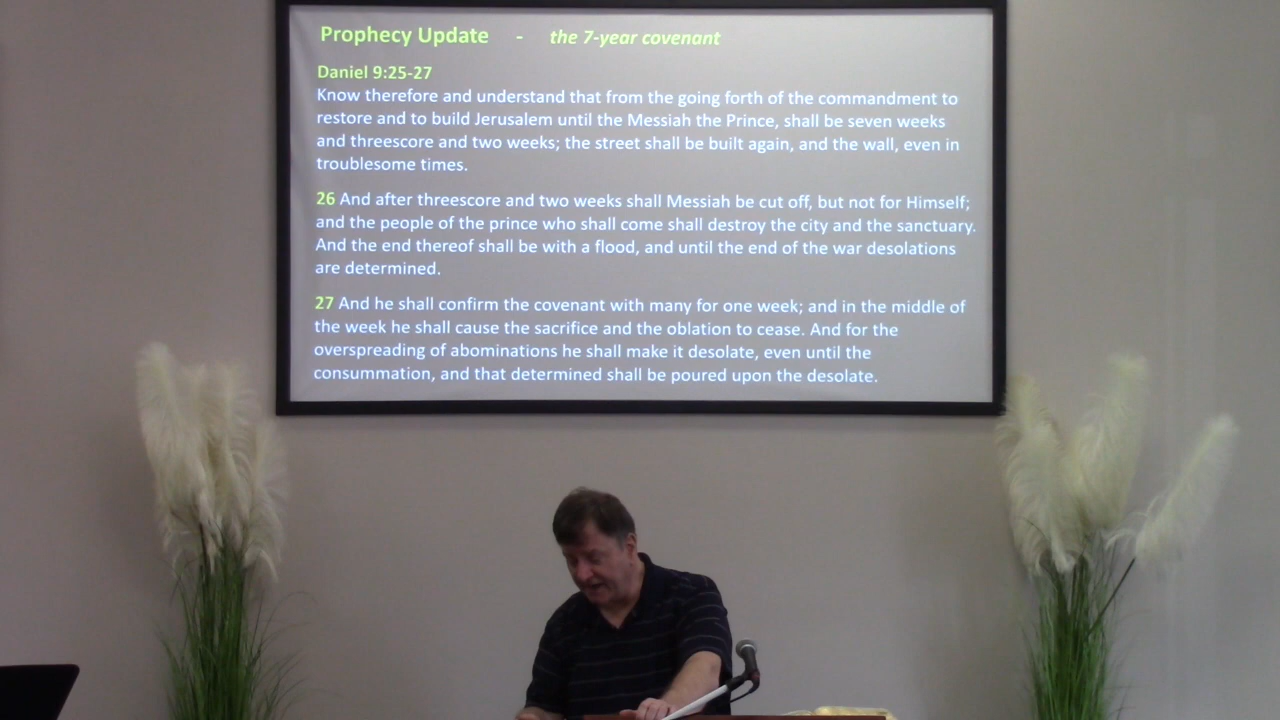 Prophecy Update - the 7-year covenant
Daniel 9:25-27
Know therefore and understand that from the going forth of the commandment to
restore and to build Jerusalem until the Messiah the Prince, shall be seven weeks
and threescore and two weeks; the street shall be built again, and the wall, even in
troublesome times.
26 And after threescore and two weeks shall Messiah be cut off, but not for Himself;
and the people of the prince who shall come shall destroy the city and the sanctuary.
And the end thereof shall be with a flood, and until the end of the war desolations
are determined.
27 And he shall confirm the covenant with many for one week; and in the middle of
the week he shall cause the sacrifice and the oblation to cease. And for the
overspreading of abominations he shall make it desolate, even until the
consummation, and that determined shall be poured upon the desolate.